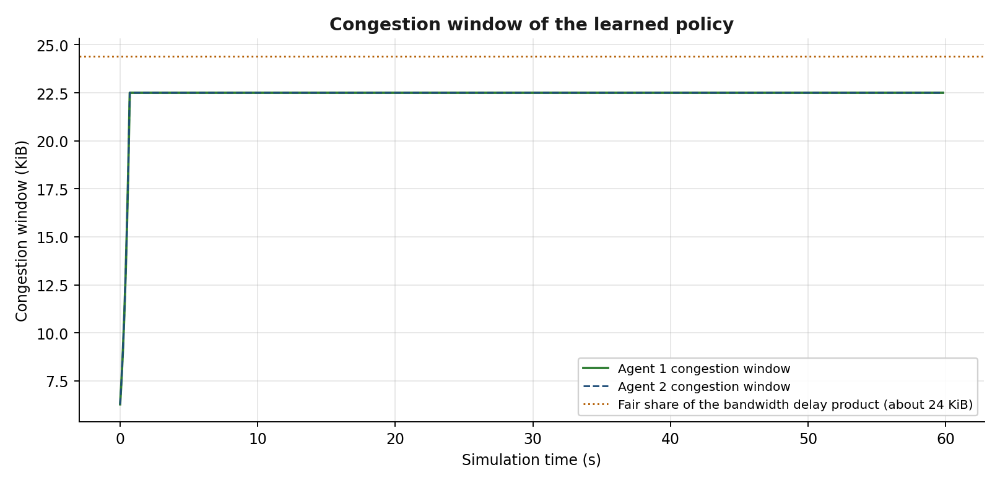 Congestion window of the learned policy
Congestion window (KiB)
25.0
22.5
20.0
17.5
15.0
12.5
10.0
7.5
Agent 1 congestion window
Agent 2 congestion window
Fair share of the bandwidth delay product (about 24 KiB)
0 10 20 30 40 50 60
Simulation time (s)